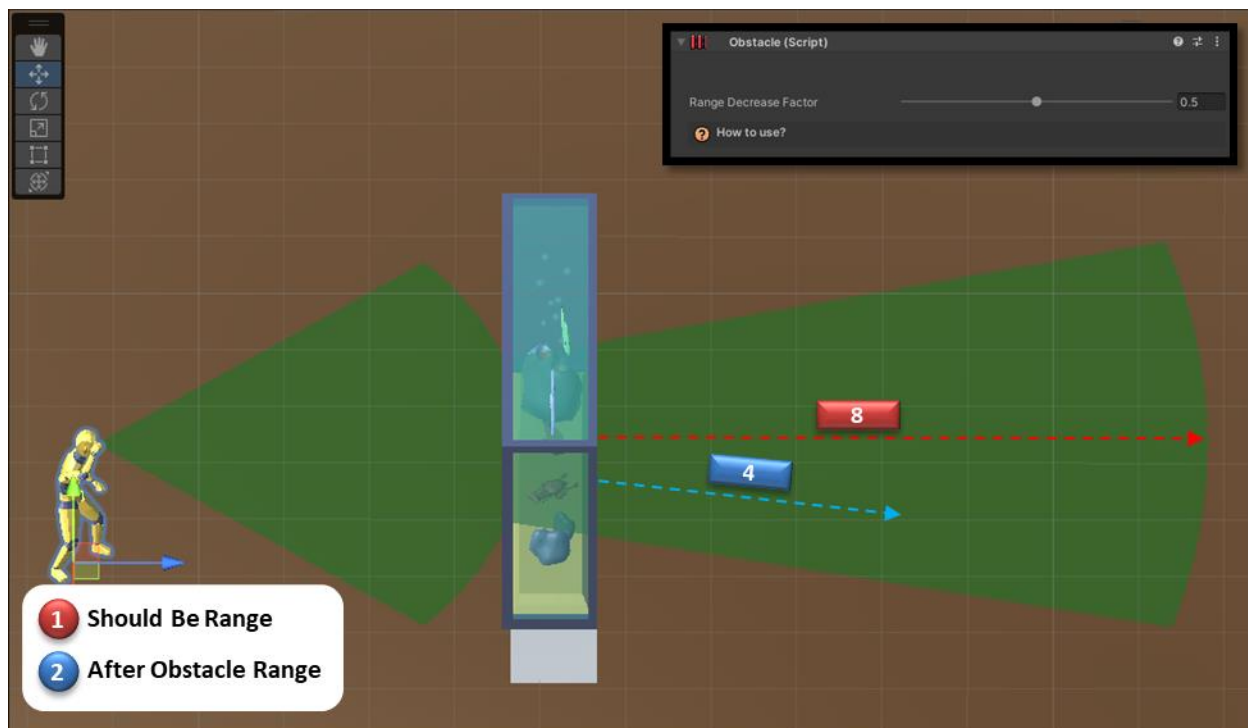 Obstacle (Script)
Range Decrease Factor
0.5
? How to use?
8
4
1 Should Be Range
2 After Obstacle Range